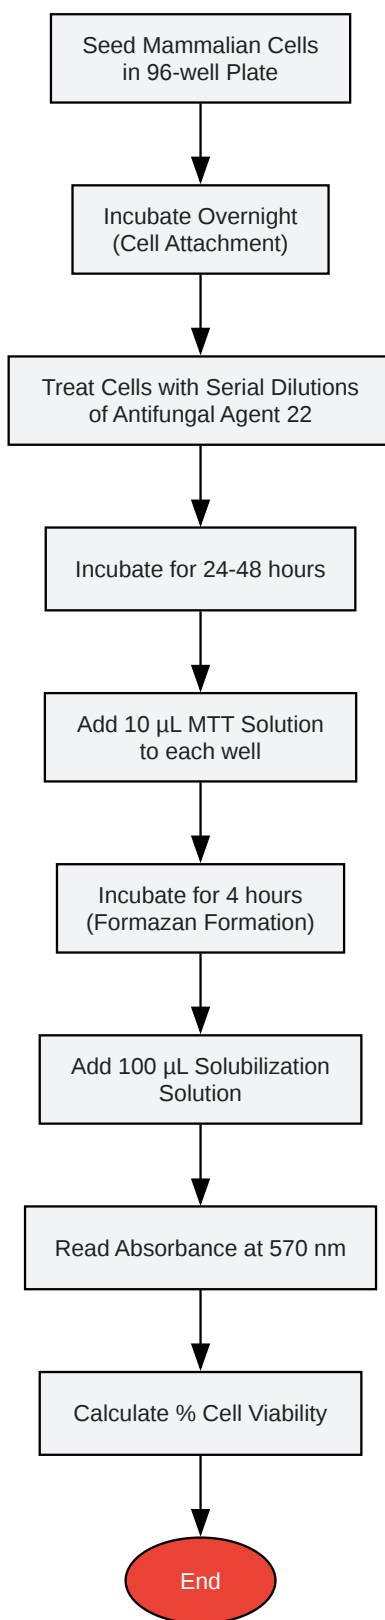 Seed Mammalian Cells
in 96-well Plate
Incubate Overnight
(Cell Attachment)
Treat Cells with Serial Dilutions
of Antifungal Agent 22
Incubate for 24-48 hours
Add 10 µL MTT Solution
to each well
Incubate for 4 hours
(Formazan Formation)
Add 100 µL Solubilization
Solution
Read Absorbance at 570 nm
Calculate % Cell Viability
End